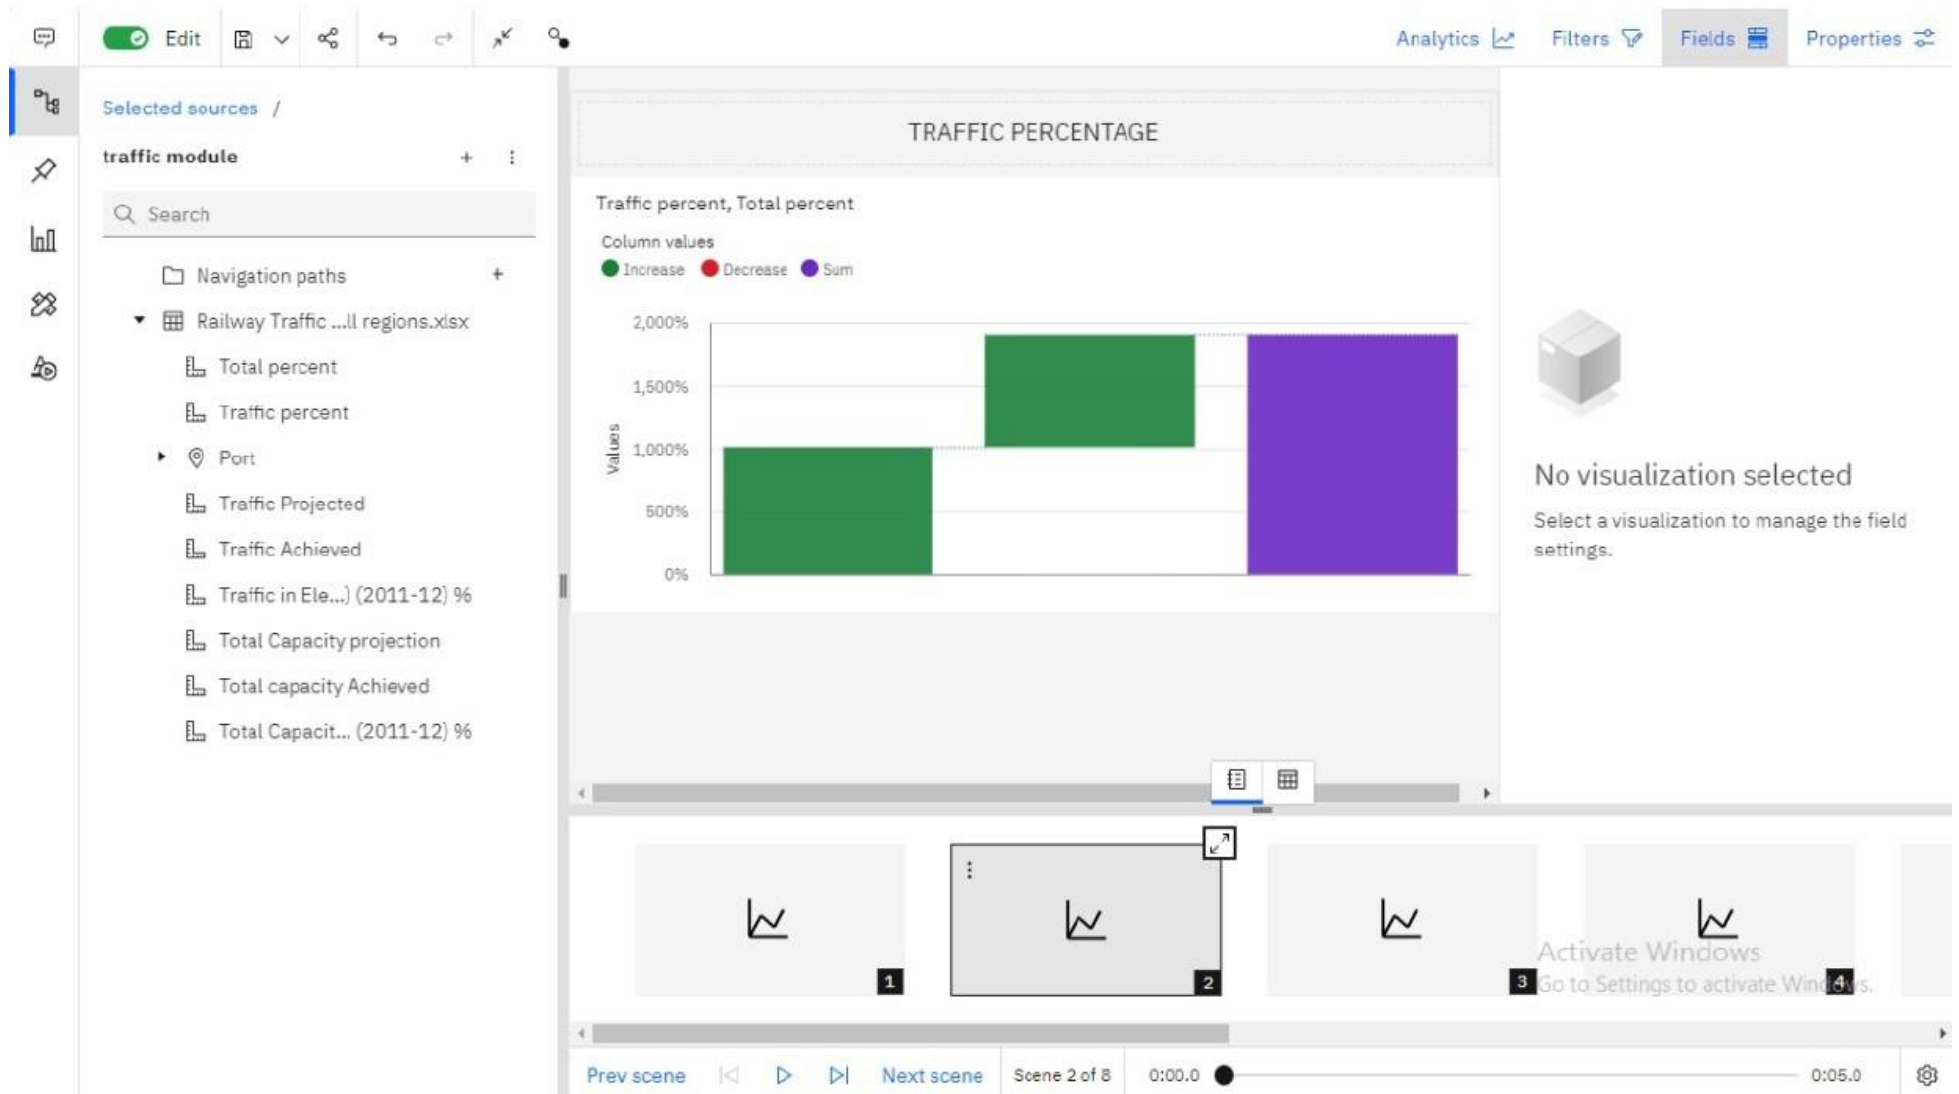 Edit
Analytics
Filters
Fields
Properties
Selected sources /
traffic module
Search
Navigation paths
Railway Traffic ...ll regions.xlsx
Total percent
Traffic percent
Port
Traffic Projected
Traffic Achieved
Traffic in Ele...) (2011-12) %
Total Capacity projection
Total capacity Achieved
Total Capacit... (2011-12) %
TRAFFIC PERCENTAGE
Traffic percent, Total percent
Column values
Increase Decrease Sum
Values
2,000%
1,500%
1,000%
500%
0%
No visualization selected
Select a visualization to manage the field
settings.
1
2
3
4
Activate Windows
Go to Settings to activate Windows.
Prev scene
Next scene
Scene 2 of 8
0:00.0
0:05.0